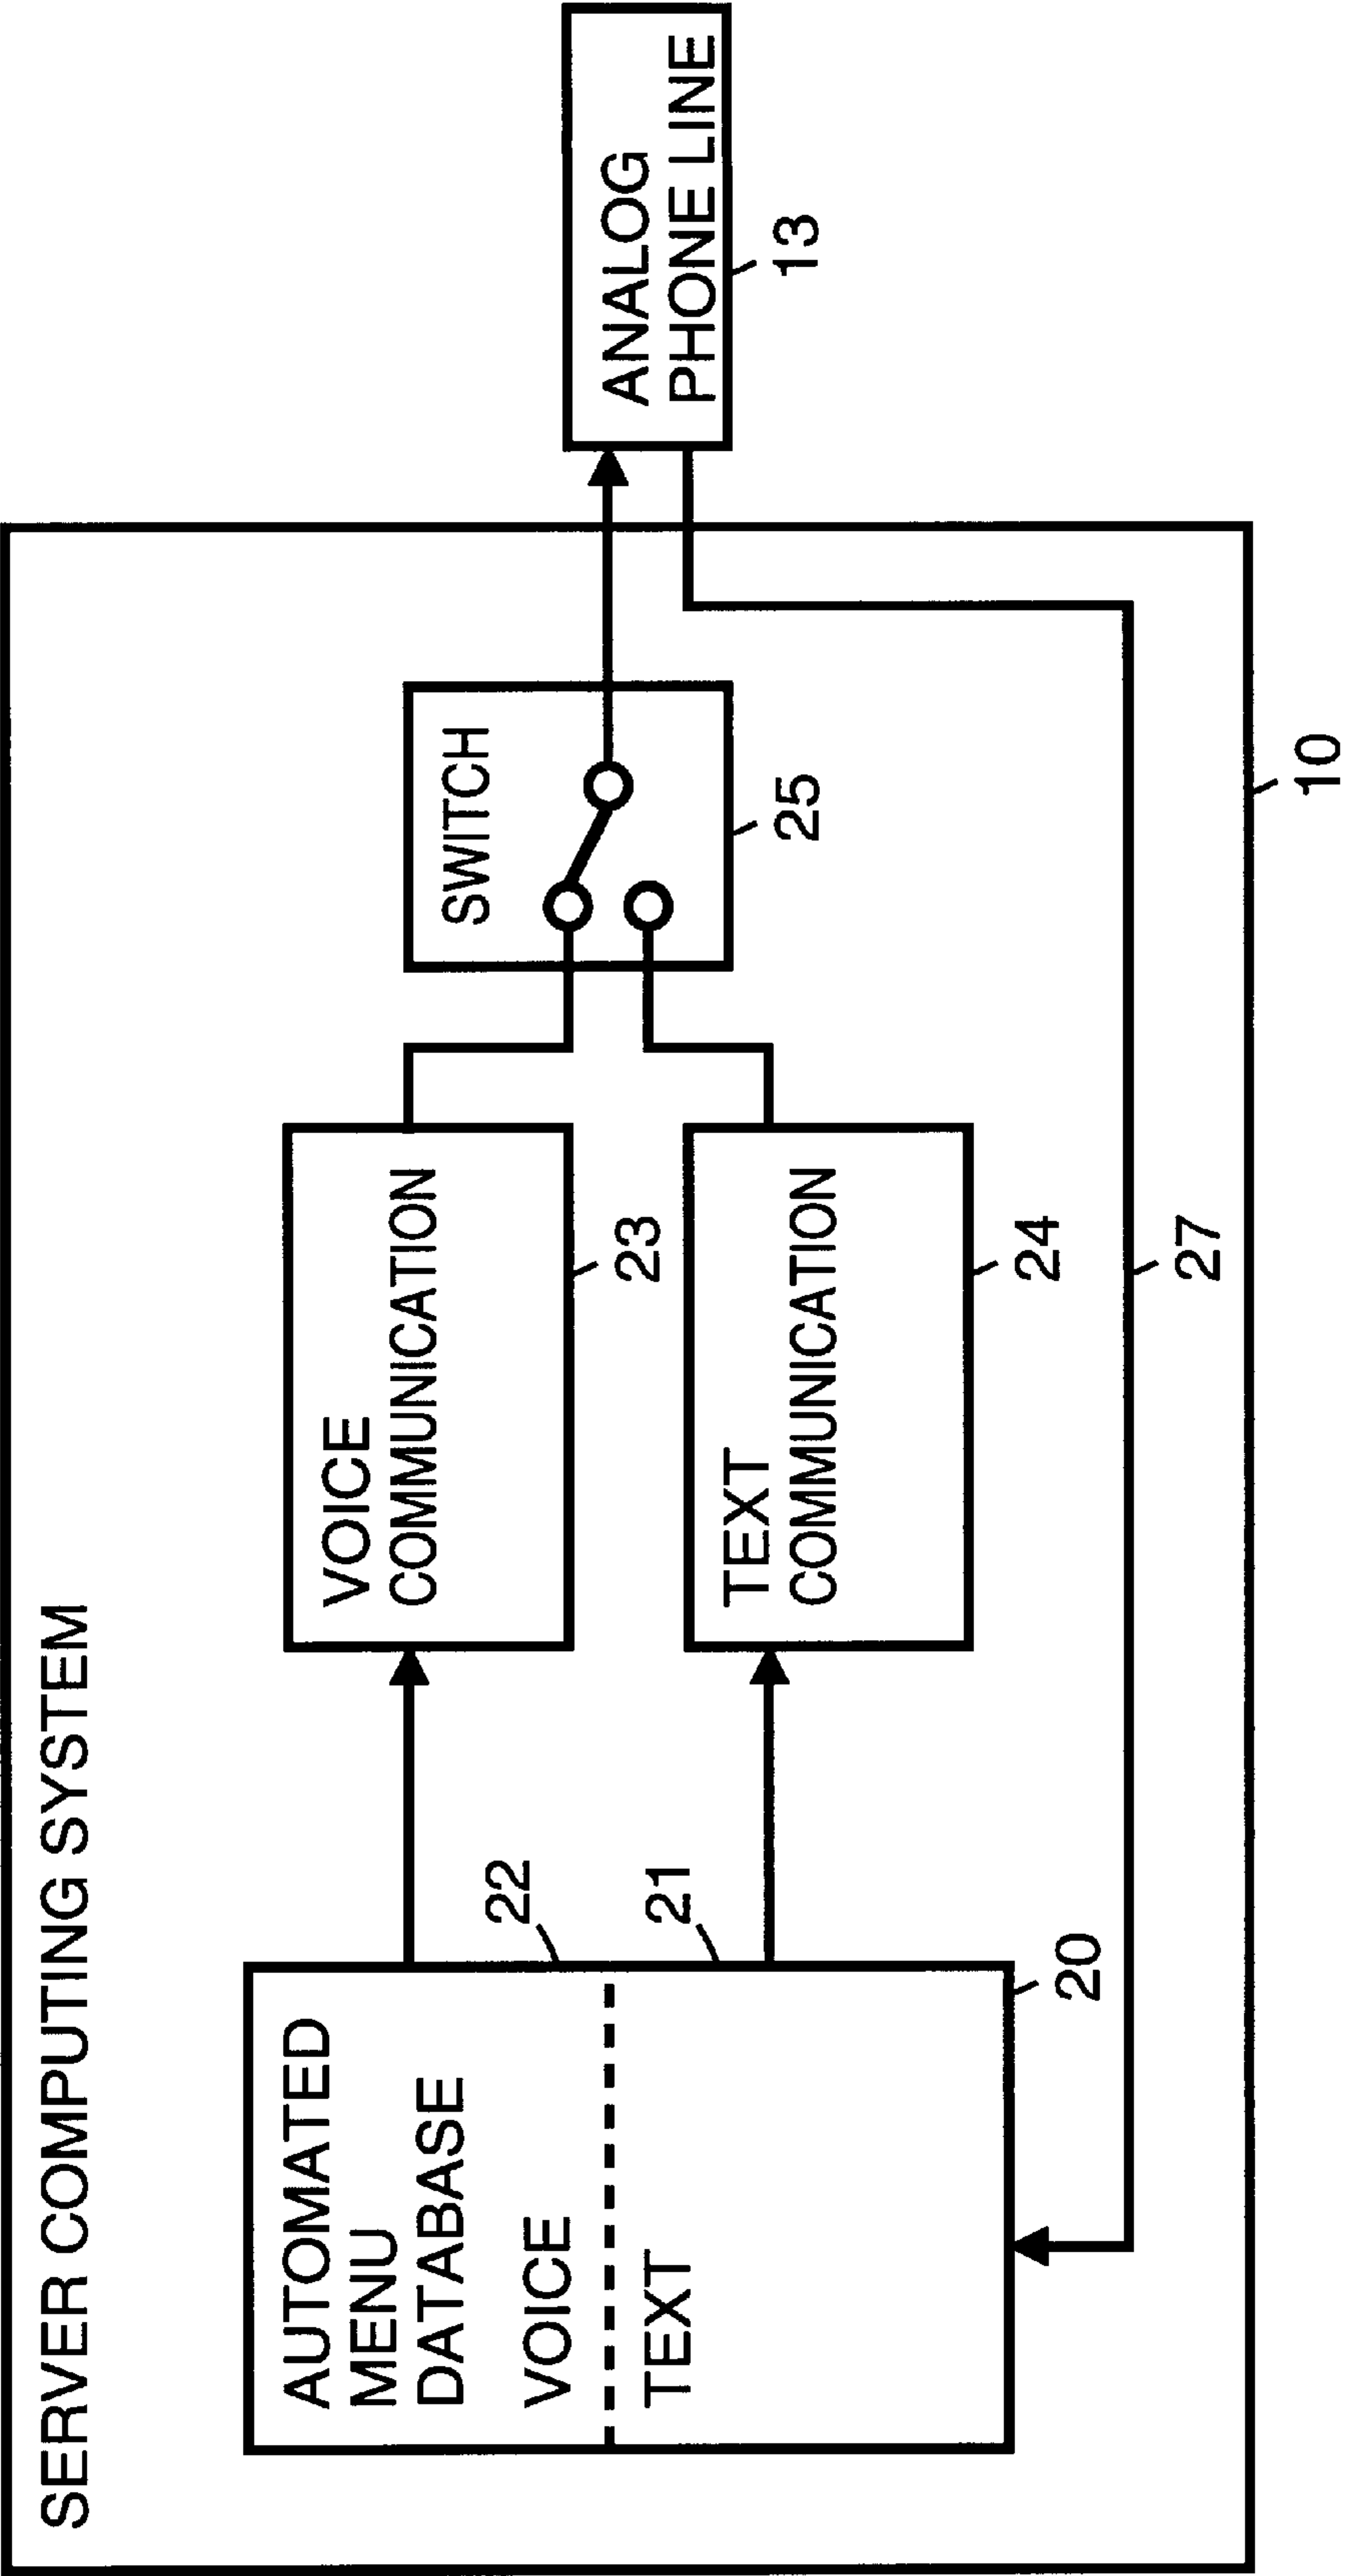 SERVER COMPUTING SYSTEM
AUTOMATED
MENU
DATABASE
VOICE
TEXT
22
21
20
VOICE
COMMUNICATION
23
TEXT
COMMUNICATION
24
27
SWITCH
25
10
ANALOG
PHONE LINE
13